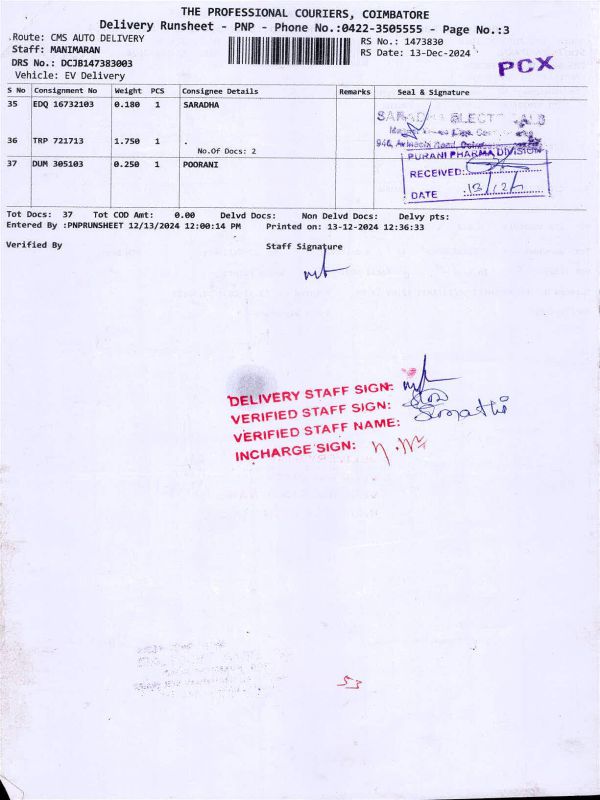 THE PROFESSIONAL COURIERS, COIMBATORE
Delivery Runsheet - PNP - Phone No.:0422-3505555 - Page No.:3
Route: CMS AUTO DELIVERY
RS No.: 1473830
Staff: MANIMARAN
RS Date: 13-Dec-2024
DRS No.: DCJB147383003
PCX
Vehicle: EV Delivery
S No Consignment No Weight PCS Consignee Details Remarks Seal & Signature
35 EDQ 16732103 0.180 1 SARADHA
36 TRP 721713 1.750 1 .
No.Of Docs: 2
37 DUM 305103 0.250 1 POORANI
PURANI PHARMA DIVISION
RECEIVED:
DATE 13/12/
Tot Docs: 37 Tot COD Amt: 0.00 Delvd Docs: Non Delvd Docs: Delvy pts:
Entered By :PNPRUNSHEET 12/13/2024 12:00:14 PM Printed on: 13-12-2024 12:36:33
Verified By Staff Signature
DELIVERY STAFF SIGN:
VERIFIED STAFF SIGN:
VERIFIED STAFF NAME:
INCHARGE SIGN:
53